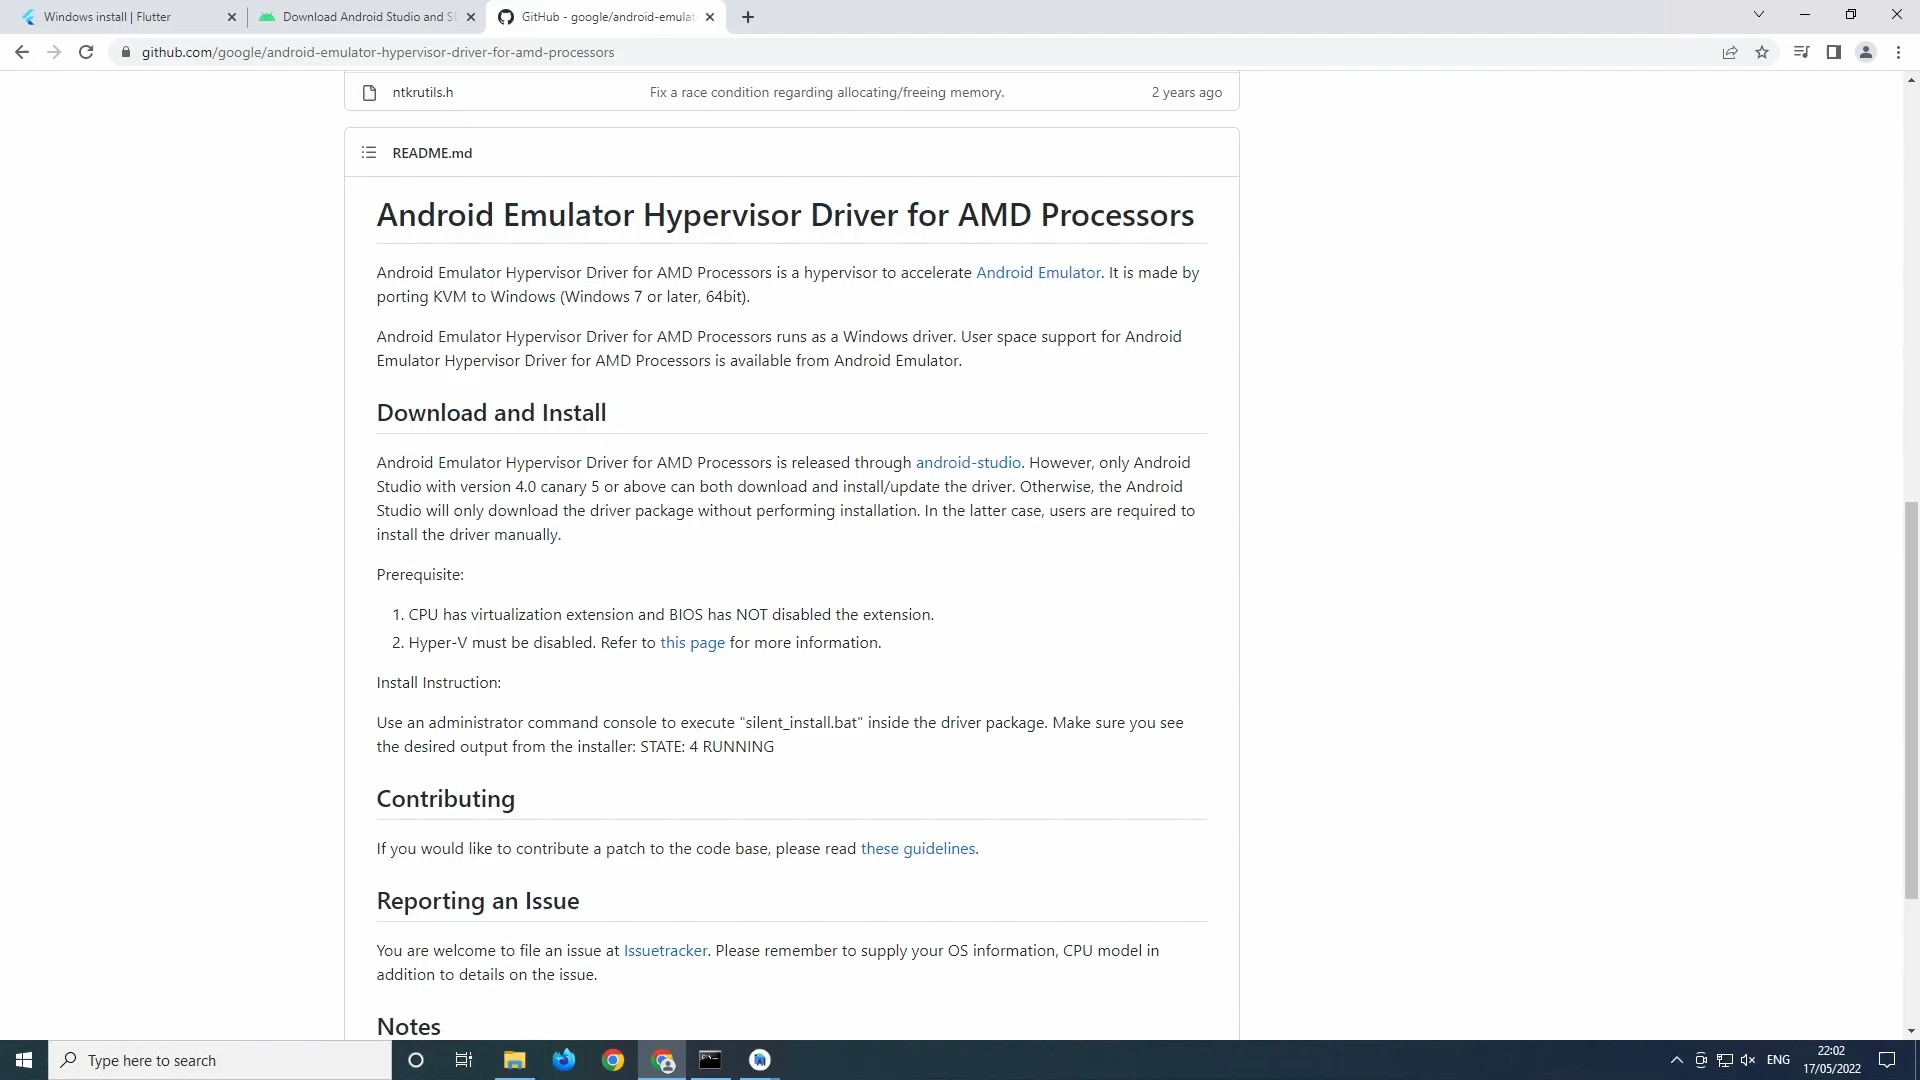 Windows install | Flutter
Download Android Studio and SD
GitHub - google/android-emulat
github.com/google/android-emulator-hypervisor-driver-for-amd-processors
ntkrutils.h Fix a race condition regarding allocating/freeing memory. 2 years ago
README.md
Android Emulator Hypervisor Driver for AMD Processors
Android Emulator Hypervisor Driver for AMD Processors is a hypervisor to accelerate Android Emulator. It is made by
porting KVM to Windows (Windows 7 or later, 64bit).
Android Emulator Hypervisor Driver for AMD Processors runs as a Windows driver. User space support for Android
Emulator Hypervisor Driver for AMD Processors is available from Android Emulator.
Download and Install
Android Emulator Hypervisor Driver for AMD Processors is released through android-studio. However, only Android
Studio with version 4.0 canary 5 or above can both download and install/update the driver. Otherwise, the Android
Studio will only download the driver package without performing installation. In the latter case, users are required to
install the driver manually.
Prerequisite:
1. CPU has virtualization extension and BIOS has NOT disabled the extension.
2. Hyper-V must be disabled. Refer to this page for more information.
Install Instruction:
Use an administrator command console to execute "silent_install.bat" inside the driver package. Make sure you see
the desired output from the installer: STATE: 4 RUNNING
Contributing
If you would like to contribute a patch to the code base, please read these guidelines.
Reporting an Issue
You are welcome to file an issue at Issuetracker. Please remember to supply your OS information, CPU model in
addition to details on the issue.
Notes
Type here to search
ENG
22:02
17/05/2022